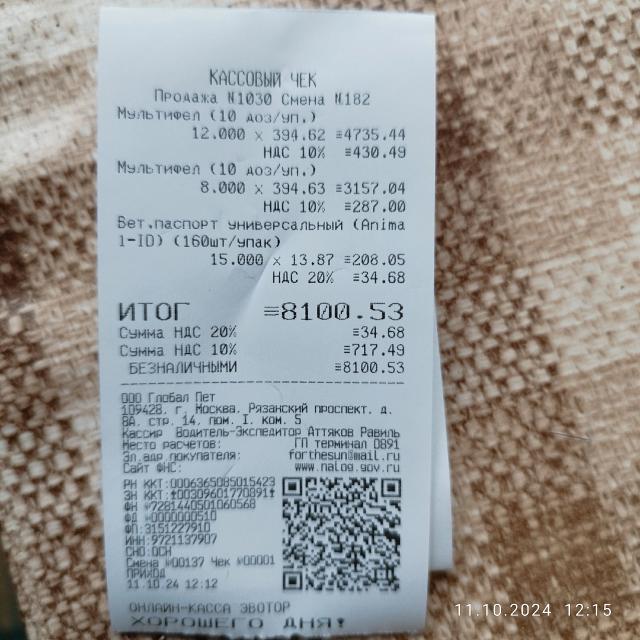 КАССОВЫЙ ЧЕК
Продажа №1030 Смена №182
Мультифел (10 доз/уп.)
12.000 x 394.62 ≡4735.44
НДС 10% ≡430.49
Мультифел (10 доз/уп.)
8.000 x 394.63 ≡3157.04
НДС 10% ≡287.00
Вет.паспорт универсальный (Anima
l-ID) (160шт/упак)
15.000 x 13.87 ≡208.05
НДС 20% ≡34.68
ИТОГ ≡8100.53
Сумма НДС 20% ≡34.68
Сумма НДС 10% ≡717.49
БЕЗНАЛИЧНЫМИ ≡8100.53
ООО Глобал Пет
109428, г. Москва, Рязанский проспект, д.
8А, стр. 14, пом. I, ком. 5
Кассир Водитель-Экспедитор Аттяков Равиль
Место расчетов: ГП терминал 0891
Эл.адр.покупателя: forthesun@mail.ru
Сайт ФНС: www.nalog.gov.ru
РН ККТ:0006365085015423
ЗН ККТ:
ФН №7281440501060568
ФД №0000000510
ФП:3151227910
ИНН:9721137907
СНО:ОСН
Смена №00137 Чек №00001
ПРИХОД
11.10.24 12:12
ОНЛАЙН-КАССА ЭВОТОР
ХОРОШЕГО ДНЯ!
11.10.2024 12:15